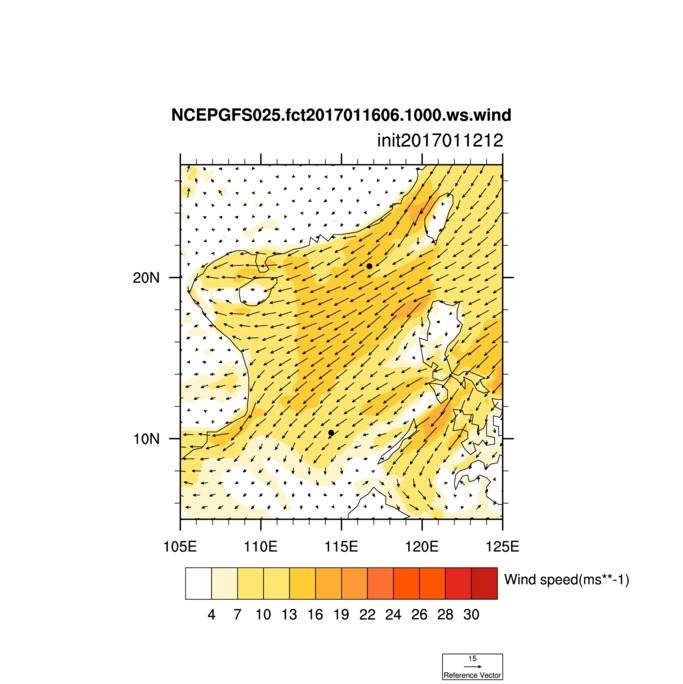 NCEPGFS025.fct2017011606.1000.ws.wind
init2017011212
20N
10N
105E 110E 115E 120E 125E
Wind speed(ms**-1)
4 7 10 13 16 19 22 24 26 28 30
15
Reference Vector